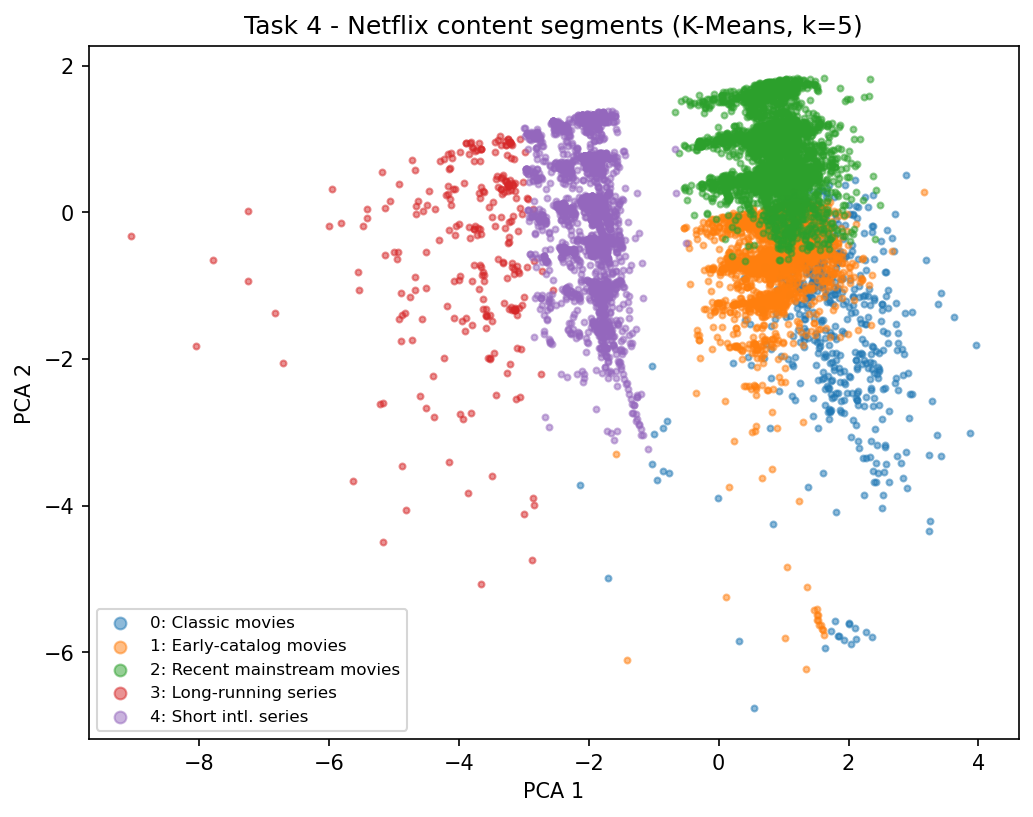 Task 4 - Netflix content segments (K-Means, k=5)
2
0
−2
−4
−6
PCA 2
0: Classic movies
1: Early-catalog movies
2: Recent mainstream movies
3: Long-running series
4: Short intl. series
−8 −6 −4 −2 0 2 4
PCA 1